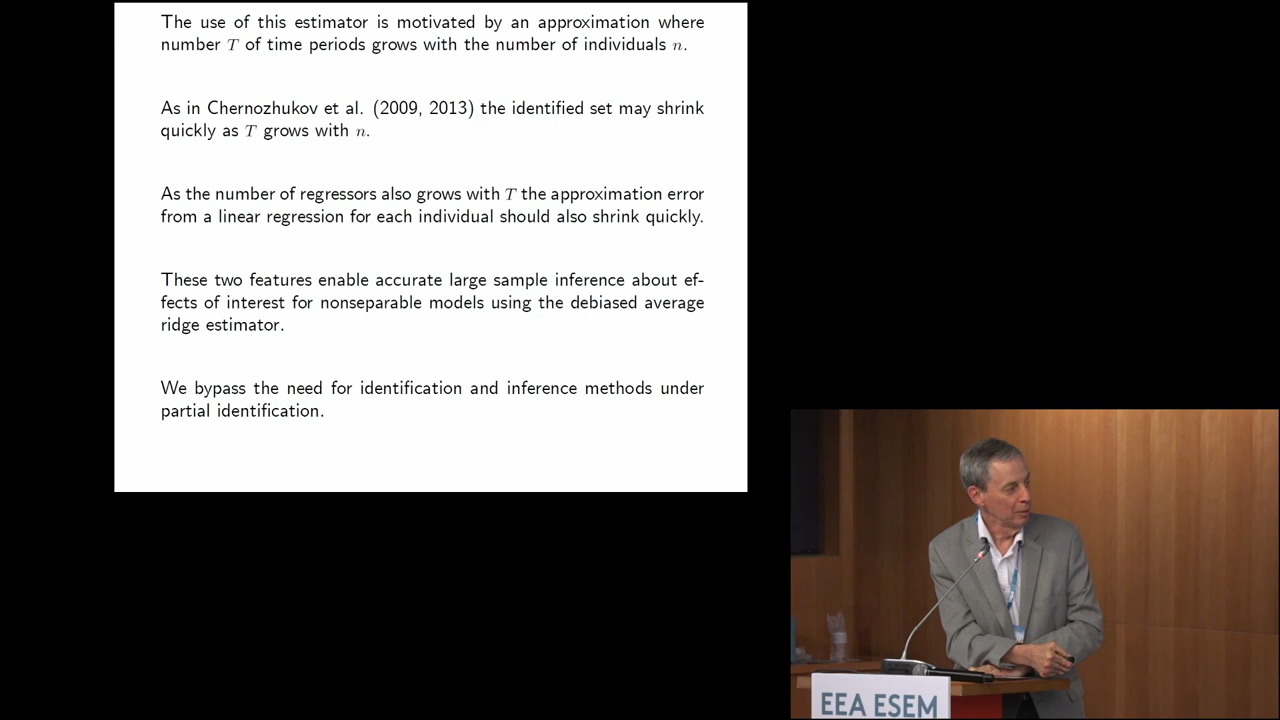 The use of this estimator is motivated by an approximation where
number T of time periods grows with the number of individuals n.
As in Chernozhukov et al. (2009, 2013) the identified set may shrink
quickly as T grows with n.
As the number of regressors also grows with T the approximation error
from a linear regression for each individual should also shrink quickly.
These two features enable accurate large sample inference about ef-
fects of interest for nonseparable models using the debiased average
ridge estimator.
We bypass the need for identification and inference methods under
partial identification.
EEA ESEM